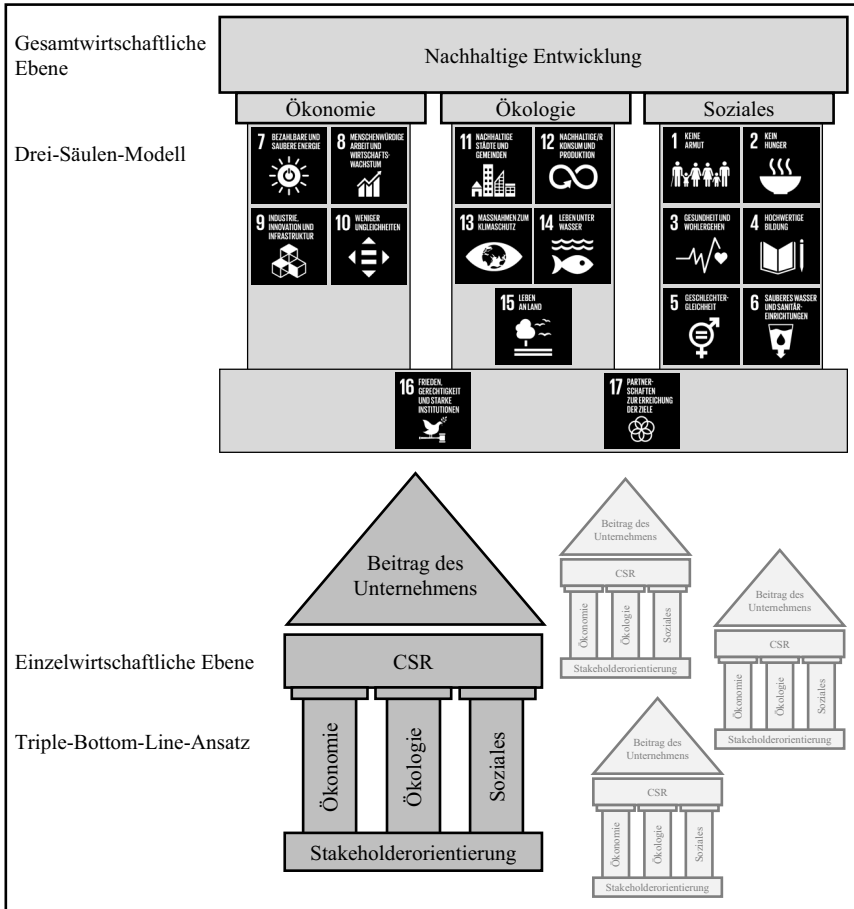 Gesamtwirtschaftliche
Ebene
Nachhaltige Entwicklung
Drei-Säulen-Modell
Ökonomie
7 BEZAHLBARE UND
SAUBERE ENERGIE
8 MENSCHENWÜRDIGE
ARBEIT UND
WIRTSCHAFTS-
WACHSTUM
9 INDUSTRIE,
INNOVATION UND
INFRASTRUKTUR
10 WENIGER
UNGLEICHHEITEN
Ökologie
11 NACHHALTIGE
STÄDTE UND
GEMEINDEN
12 NACHHALTIGE/R
KONSUM UND
PRODUKTION
13 MASSNAHMEN ZUM
KLIMASCHUTZ
14 LEBEN UNTER
WASSER
15 LEBEN
AN LAND
Soziales
1 KEINE
ARMUT
2 KEIN
HUNGER
3 GESUNDHEIT UND
WOHLERGEHEN
4 HOCHWERTIGE
BILDUNG
5 GESCHLECHTER-
GLEICHHEIT
6 SAUBERES WASSER
UND SANITÄR-
EINRICHTUNGEN
16 FRIEDEN,
GERECHTIGKEIT
UND STARKE
INSTITUTIONEN
17 PARTNER-
SCHAFTEN
ZUR ERREICHUNG
DER ZIELE
Einzelwirtschaftliche Ebene
Triple-Bottom-Line-Ansatz
Beitrag des
Unternehmens
CSR
Ökonomie
Ökologie
Soziales
Stakeholderorientierung
Beitrag des
Unternehmens
CSR
Ökonomie
Ökologie
Soziales
Stakeholderorientierung
Beitrag des
Unternehmens
CSR
Ökonomie
Ökologie
Soziales
Stakeholderorientierung
Beitrag des
Unternehmens
CSR
Ökonomie
Ökologie
Soziales
Stakeholderorientierung